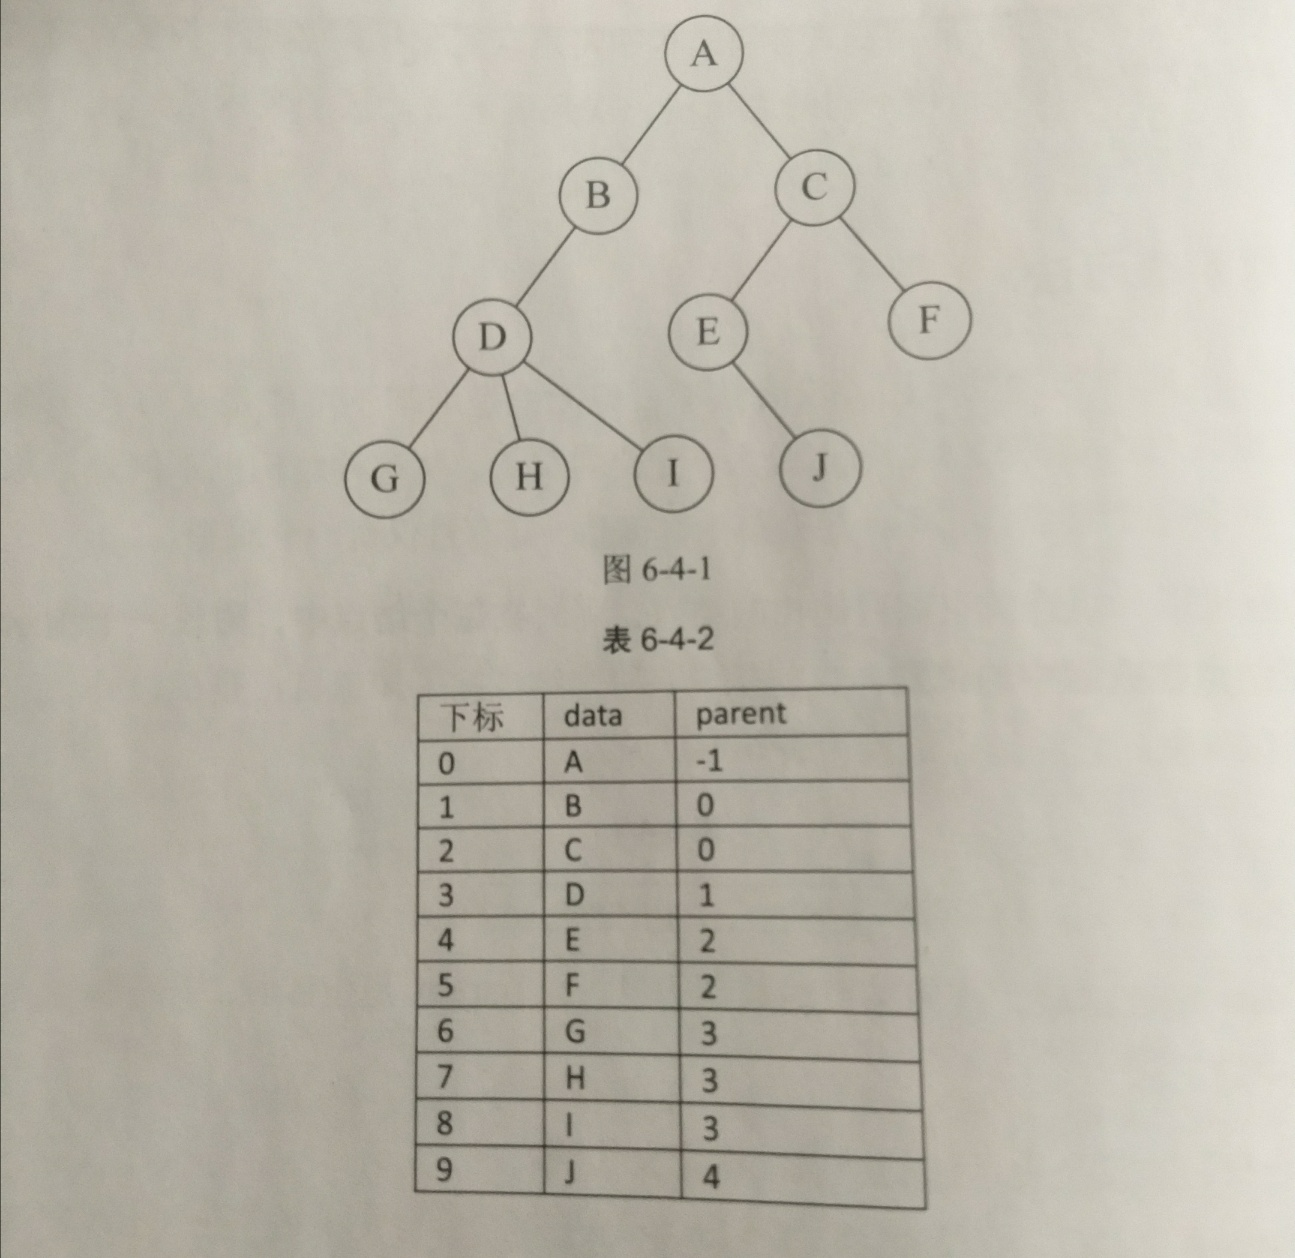 A
B C
D E F
G H I J
图 6-4-1
表 6-4-2
下标 data parent
0 A -1
1 B 0
2 C 0
3 D 1
4 E 2
5 F 2
6 G 3
7 H 3
8 I 3
9 J 4